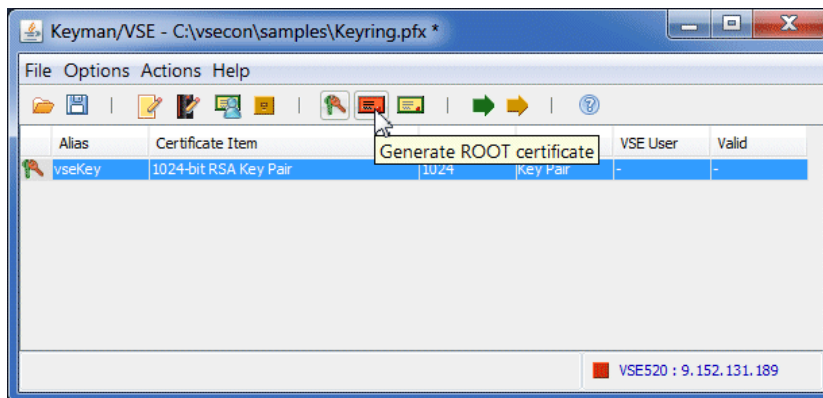 Keyman/VSE - C:\vsecon\samples\Keyring.pfx *
File Options Actions Help
Generate ROOT certificate
Alias Certificate Item VSE User Valid
vseKey 1024-bit RSA Key Pair 1024 Key Pair - -
VSE520 : 9.152.131.189